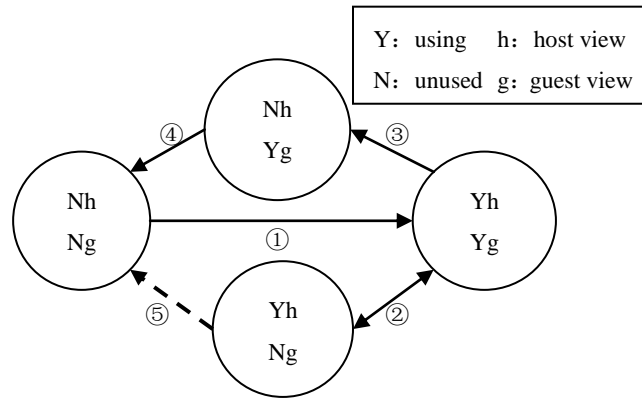 Y：using h：host view
N：unused g：guest view
Nh
Yg
④
③
Nh
Ng
Yh
Yg
①
⑤
②
Yh
Ng